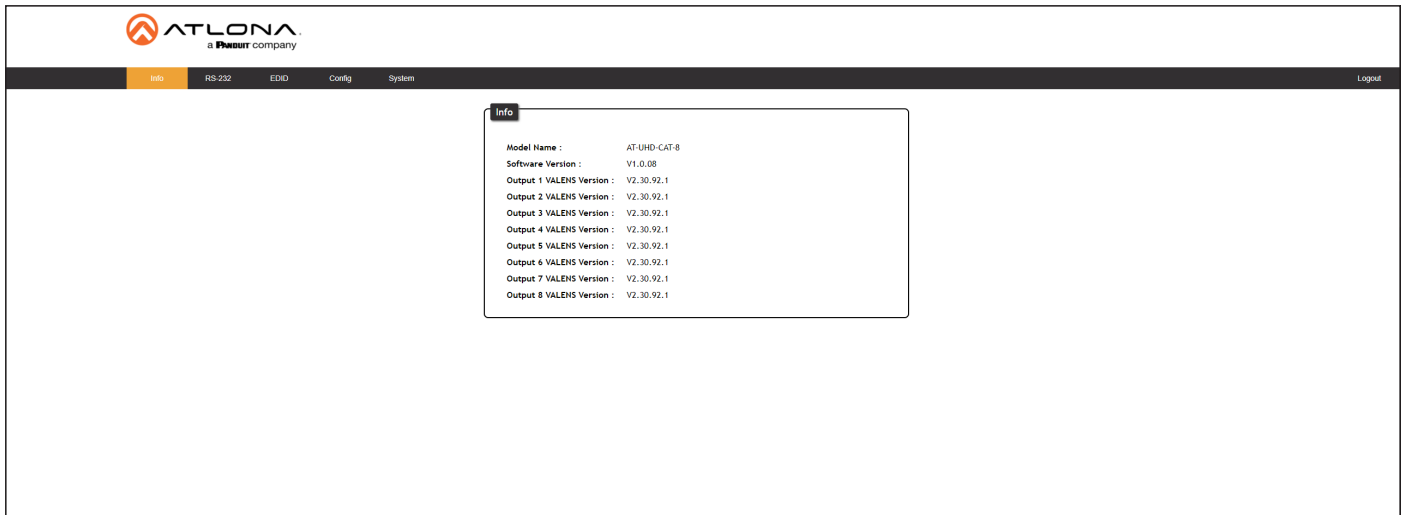 ATLONA.
a PANDUIT company
Info RS-232 EDID Config System Logout
Info
Model Name : AT-UHD-CAT-8
Software Version : V1.0.08
Output 1 VALENS Version : V2.30.92.1
Output 2 VALENS Version : V2.30.92.1
Output 3 VALENS Version : V2.30.92.1
Output 4 VALENS Version : V2.30.92.1
Output 5 VALENS Version : V2.30.92.1
Output 6 VALENS Version : V2.30.92.1
Output 7 VALENS Version : V2.30.92.1
Output 8 VALENS Version : V2.30.92.1